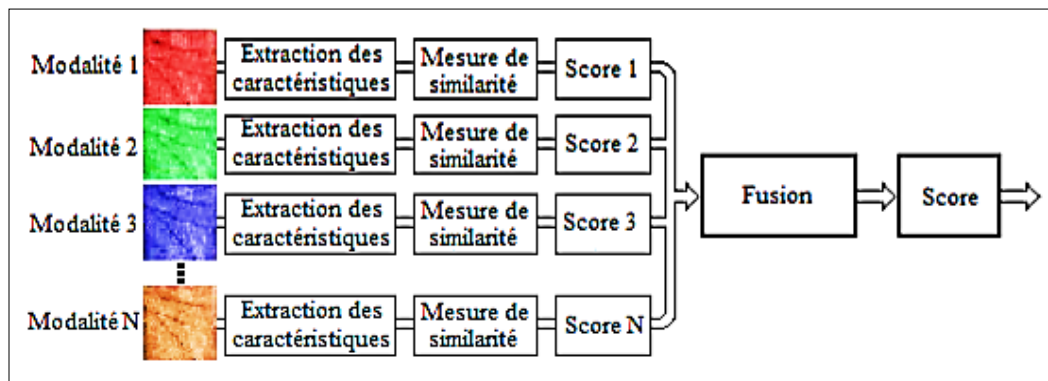 Modalité 1
Extraction des
caractéristiques
Mesure de
similarité
Score 1
Modalité 2
Extraction des
caractéristiques
Mesure de
similarité
Score 2
Modalité 3
Extraction des
caractéristiques
Mesure de
similarité
Score 3
Modalité N
Extraction des
caractéristiques
Mesure de
similarité
Score N
Fusion
Score